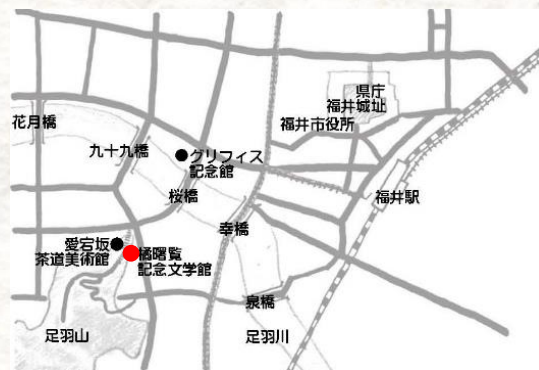 県庁
福井城址
福井市役所
花月橋
九十九橋
グリフィス
記念館
桜橋
福井駅
幸橋
愛宕坂
茶道美術館
橘曙覧
記念文学館
泉橋
足羽山
足羽川